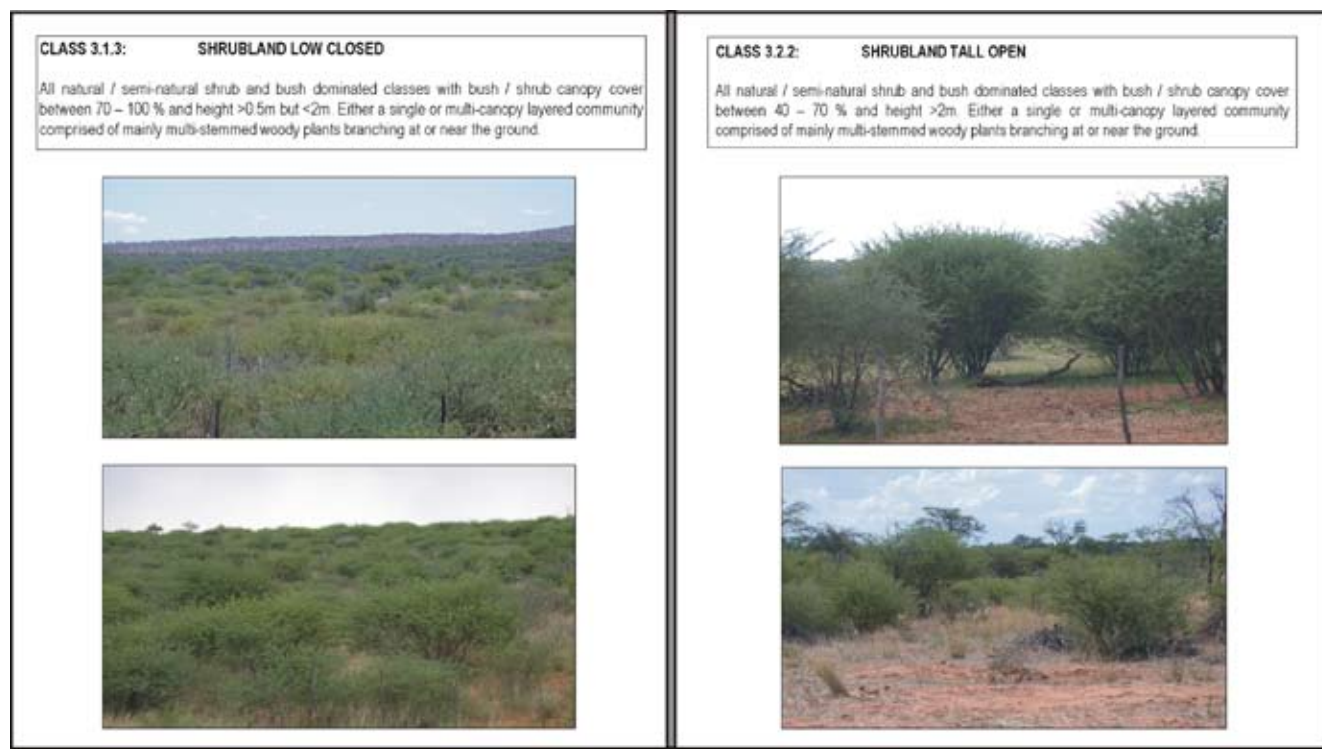 CLASS 3.1.3: SHRUBLAND LOW CLOSED
All natural / semi-natural shrub and bush dominated classes with bush / shrub canopy cover
between 70 – 100 % and height >0.5m but <2m. Either a single or multi-canopy layered community
comprised of mainly multi-stemmed woody plants branching at or near the ground.
CLASS 3.2.2: SHRUBLAND TALL OPEN
All natural / semi-natural shrub and bush dominated classes with bush / shrub canopy cover
between 40 – 70 % and height >2m. Either a single or multi-canopy layered community
comprised of mainly multi-stemmed woody plants branching at or near the ground.